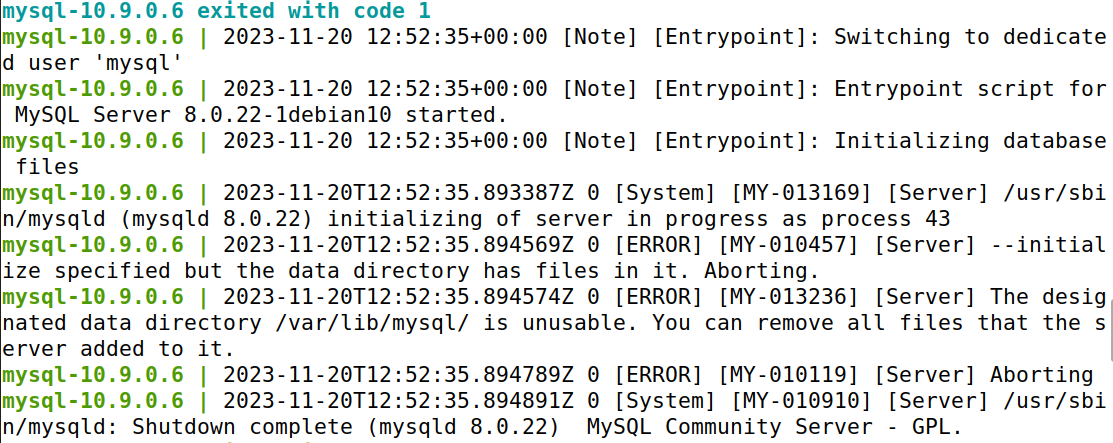 mysql-10.9.0.6 exited with code 1
mysql-10.9.0.6 | 2023-11-20 12:52:35+00:00 [Note] [Entrypoint]: Switching to dedicate
d user 'mysql'
mysql-10.9.0.6 | 2023-11-20 12:52:35+00:00 [Note] [Entrypoint]: Entrypoint script for
 MySQL Server 8.0.22-1debian10 started.
mysql-10.9.0.6 | 2023-11-20 12:52:35+00:00 [Note] [Entrypoint]: Initializing database
 files
mysql-10.9.0.6 | 2023-11-20T12:52:35.893387Z 0 [System] [MY-013169] [Server] /usr/sbi
n/mysqld (mysqld 8.0.22) initializing of server in progress as process 43
mysql-10.9.0.6 | 2023-11-20T12:52:35.894569Z 0 [ERROR] [MY-010457] [Server] --initial
ize specified but the data directory has files in it. Aborting.
mysql-10.9.0.6 | 2023-11-20T12:52:35.894574Z 0 [ERROR] [MY-013236] [Server] The desig
nated data directory /var/lib/mysql/ is unusable. You can remove all files that the s
erver added to it.
mysql-10.9.0.6 | 2023-11-20T12:52:35.894789Z 0 [ERROR] [MY-010119] [Server] Aborting
mysql-10.9.0.6 | 2023-11-20T12:52:35.894891Z 0 [System] [MY-010910] [Server] /usr/sbi
n/mysqld: Shutdown complete (mysqld 8.0.22)  MySQL Community Server - GPL.